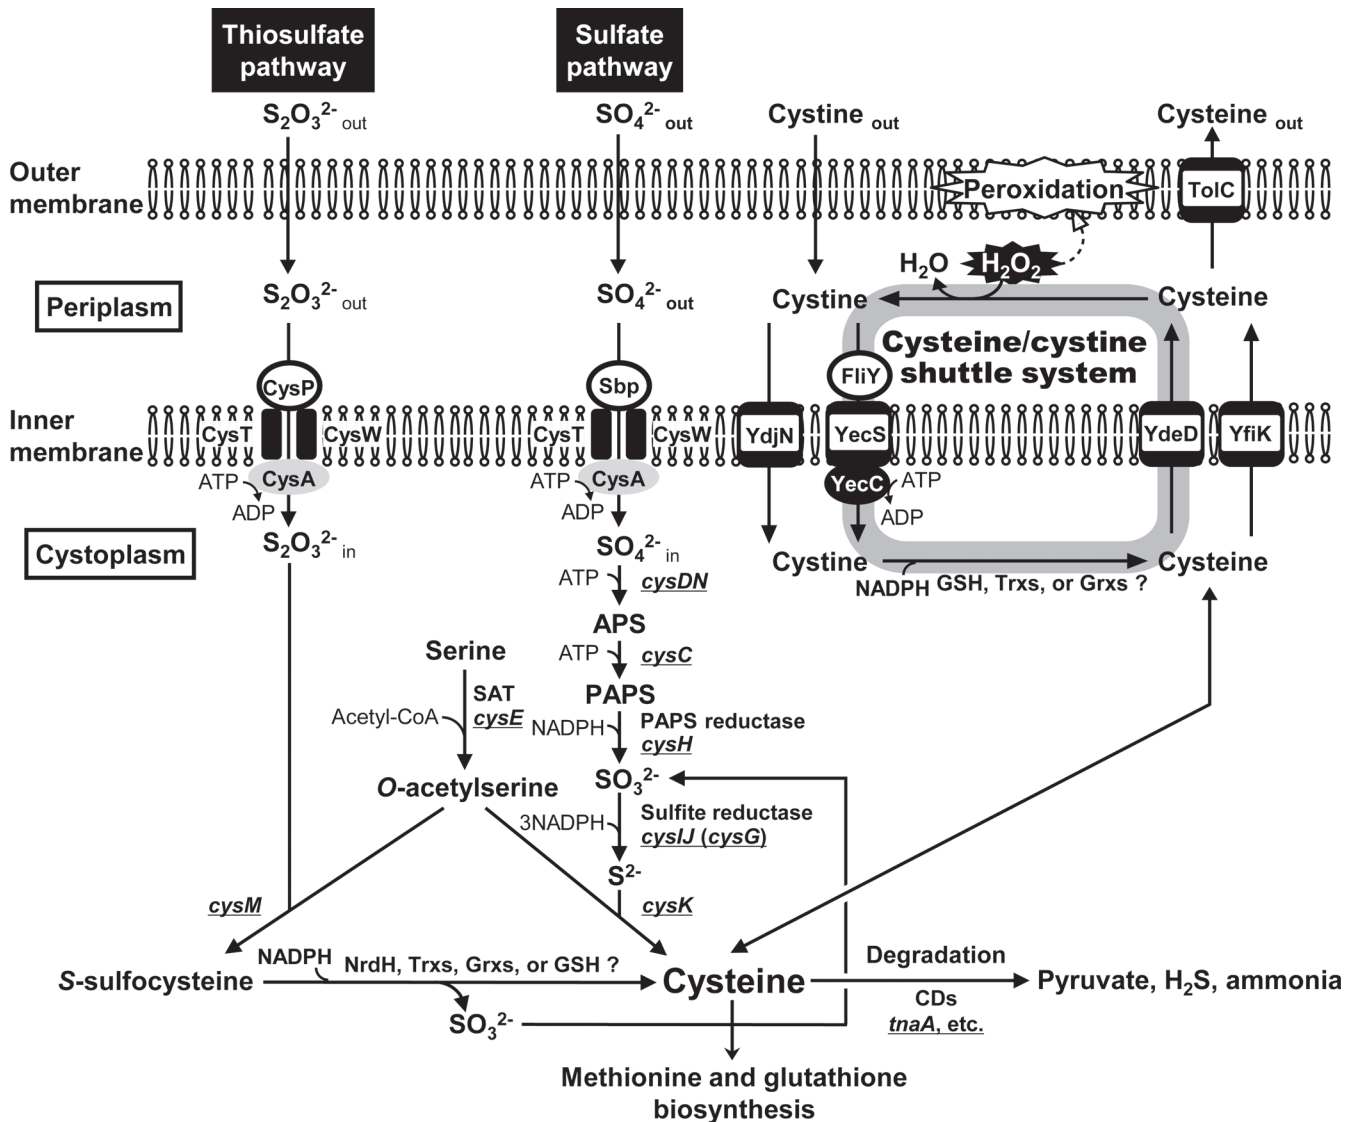 Thiosulfate
pathway
Sulfate
pathway
S₂O₃²⁻ out
SO₄²⁻ out
Cystine out
Cysteine out
Outer
membrane
Peroxidation
TolC
H₂O
H₂O₂
Periplasm
S₂O₃²⁻ out
SO₄²⁻ out
Cystine
Cysteine
Cysteine/cystine
shuttle system
CysP
Sbp
FliY
Inner
membrane
CysT
CysW
CysT
CysW
YdjN
YecS
YdeD
YfiK
CysA
CysA
YecC
ATP
ADP
ATP
ADP
ATP
ADP
Cystoplasm
S₂O₃²⁻ in
SO₄²⁻ in
Cystine
Cysteine
NADPH
GSH, Trxs, or Grxs ?
ATP
cysDN
APS
ATP
cysC
Serine
PAPS
SAT
cysE
Acetyl-CoA
NADPH
PAPS reductase
cysH
O-acetylserine
SO₃²⁻
3NADPH
Sulfite reductase
cysIJ (cysG)
S²⁻
cysM
cysK
NADPH
NrdH, Trxs, Grxs, or GSH ?
S-sulfocysteine
Cysteine
Degradation
CDs
tnaA, etc.
Pyruvate, H₂S, ammonia
SO₃²⁻
Methionine and glutathione
biosynthesis